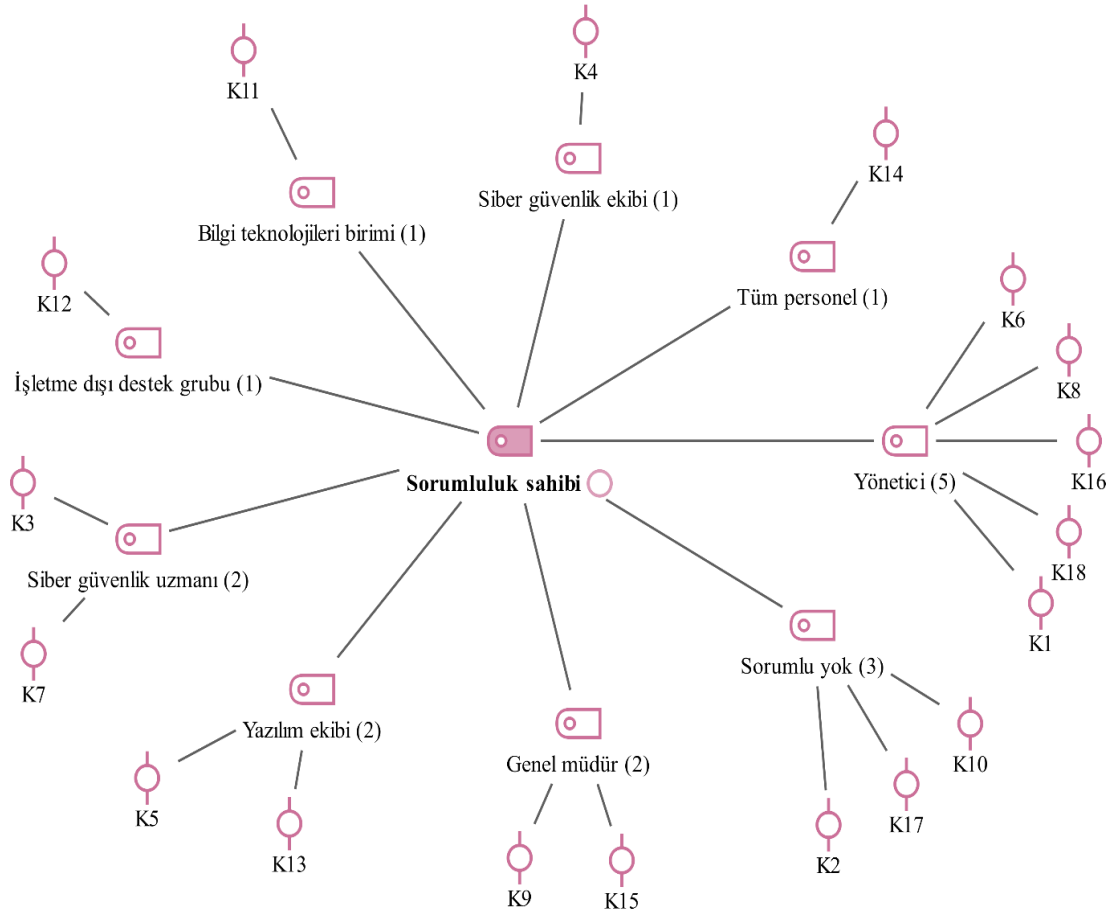 K4
K11
K14
Siber güvenlik ekibi (1)
Bilgi teknolojileri birimi (1)
K12
Tüm personel (1)
K6
İşletme dışı destek grubu (1)
K8
K16
Yönetici (5)
Sorumluluk sahibi
K3
Siber güvenlik uzmanı (2)
K18
K1
Sorumlu yok (3)
K7
Yazılım ekibi (2)
Genel müdür (2)
K10
K5
K17
K13
K2
K9
K15